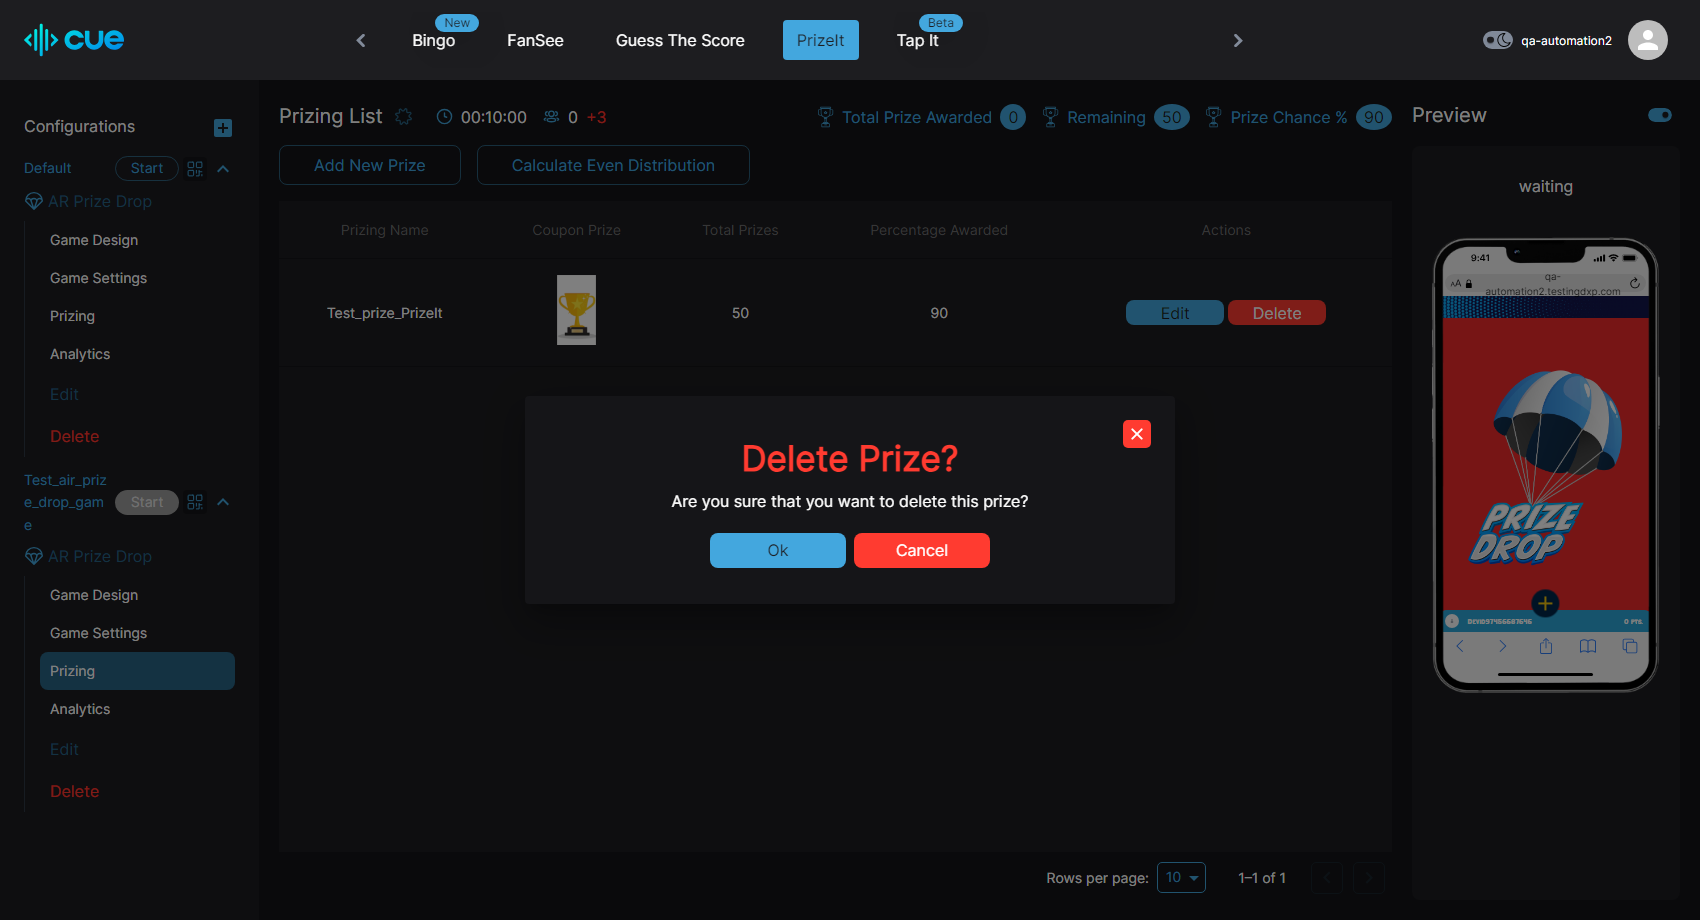 cue
New
Bingo
FanSee
Guess The Score
PrizeIt
Beta
Tap It
qa-automation2
Configurations
Default
Start
AR Prize Drop
Game Design
Game Settings
Prizing
Analytics
Edit
Delete
Test_air_priz
e_drop_gam
e
Start
AR Prize Drop
Game Design
Game Settings
Prizing
Analytics
Edit
Delete
Prizing List
00:10:00
0
+3
Total Prize Awarded
0
Remaining
50
Prize Chance %
90
Add New Prize
Calculate Even Distribution
Prizing Name
Coupon Prize
Total Prizes
Percentage Awarded
Actions
Test_prize_PrizeIt
50
90
Edit
Delete
Delete Prize?
Are you sure that you want to delete this prize?
Ok
Cancel
Rows per page:
10
1–1 of 1
Preview
waiting
9:41
AA
qa-
automation2.testingdxp.com
PRIZE
DROP
0 PTS.